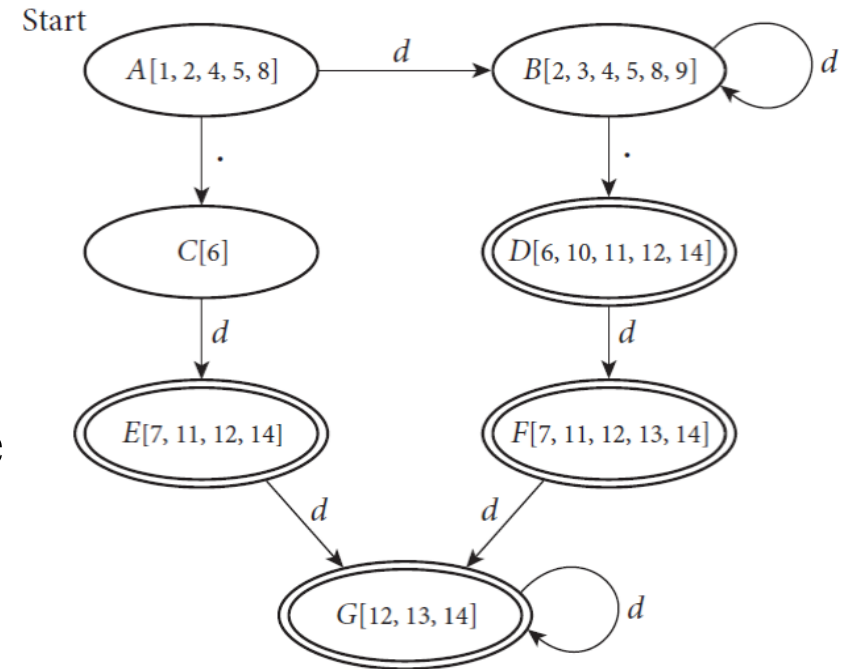 Start
A[1, 2, 4, 5, 8]
d
B[2, 3, 4, 5, 8, 9]
d
.
.
C[6]
D[6, 10, 11, 12, 14]
d
d
E[7, 11, 12, 14]
F[7, 11, 12, 13, 14]
d
d
G[12, 13, 14]
d